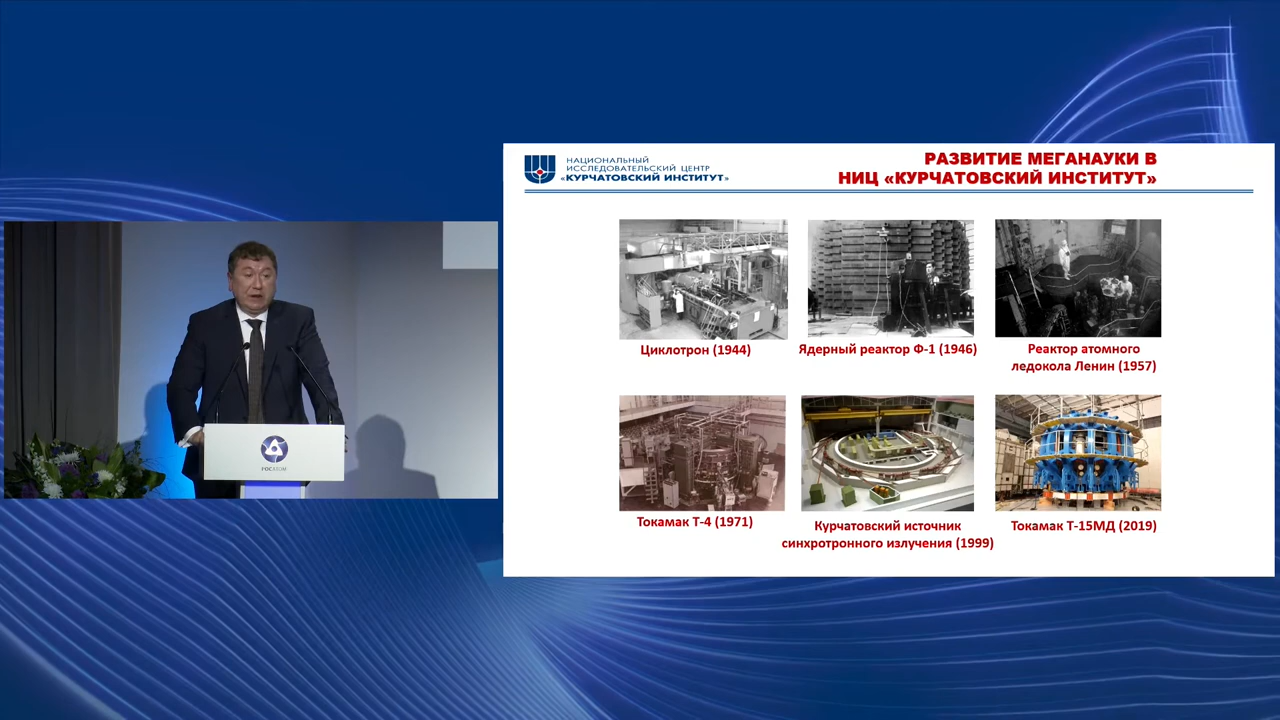 НАЦИОНАЛЬНЫЙ
ИССЛЕДОВАТЕЛЬСКИЙ ЦЕНТР
«КУРЧАТОВСКИЙ ИНСТИТУТ»
РАЗВИТИЕ МЕГАНАУКИ В
НИЦ «КУРЧАТОВСКИЙ ИНСТИТУТ»
Циклотрон (1944)
Ядерный реактор Ф-1 (1946)
Реактор атомного
ледокола Ленин (1957)
Токамак Т-4 (1971)
Курчатовский источник
синхротронного излучения (1999)
Токамак Т-15МД (2019)
РОСАТОМ